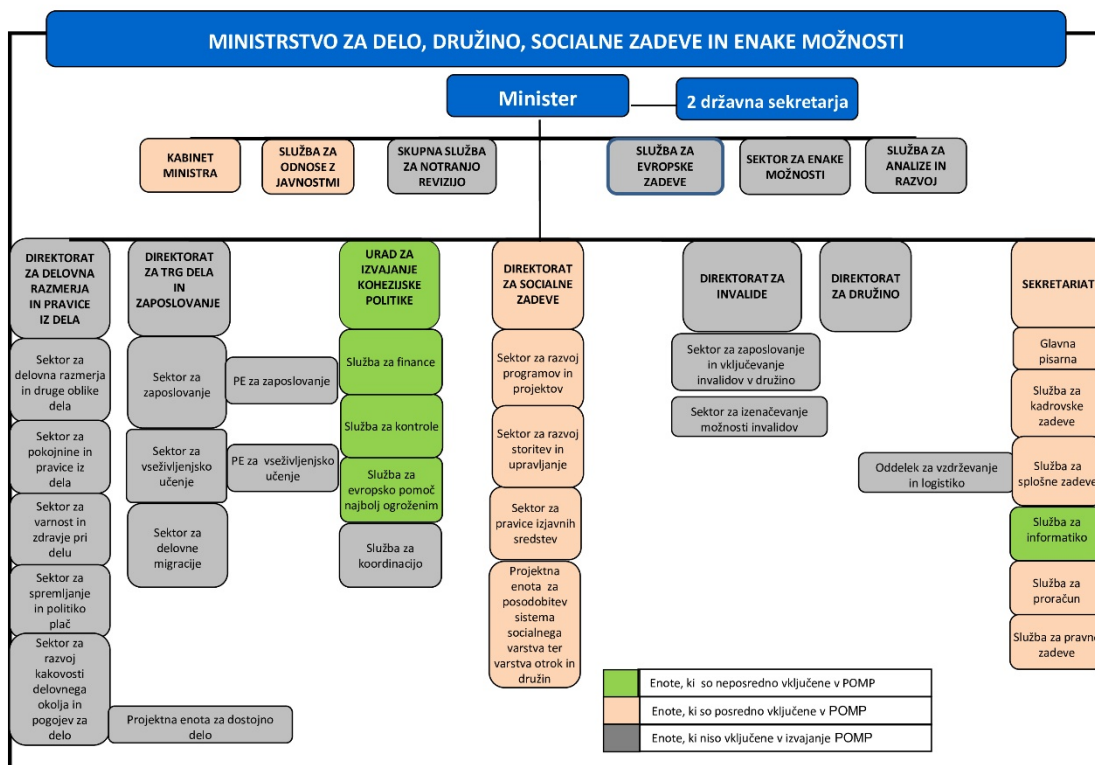 MINISTRSTVO ZA DELO, DRUŽINO, SOCIALNE ZADEVE IN ENAKE MOŽNOSTI
Minister
2 državna sekretarja
KABINET
MINISTRA
SLUŽBA ZA
ODNOSE Z
JAVNOSTMI
SKUPNA SLUŽBA
ZA NOTRANJO
REVIZIJO
SLUŽBA ZA
EVROPSKE
ZADEVE
SEKTOR ZA ENAKE
MOŽNOSTI
SLUŽBA ZA
ANALIZE IN
RAZVOJ
DIREKTORAT
ZA DELOVNA
RAZMERJA
IN PRAVICE
IZ DELA
Sektor za
delovna razmerja
in druge oblike
dela
Sektor za
pokojnine in
pravice iz dela
Sektor za
varnost in
zdravje pri
delu
Sektor za
spremljanje
in politiko
plač
Sektor za
razvoj
kakovosti
delovnega
okolja in
pogojev za
delo
Projektna enota za dostojno
delo
DIREKTORAT
ZA TRG DELA
IN
ZAPOSLOVANJE
Sektor za
zaposlovanje
PE za zaposlovanje
Sektor za
vseživljenjsko
učenje
PE za vseživljenjsko
učenje
Sektor za
delovne
migracije
URAD ZA
IZVAJANJE
KOHEZIJSKE
POLITIKE
Služba za finance
Služba za kontrole
Služba za
evropsko pomoč
najbolj ogroženim
Služba za
koordinacijo
DIREKTORAT
ZA SOCIALNE
ZADEVE
Sektor za razvoj
programov in
projektov
Sektor za razvoj
storitev in
upravljanje
Sektor za
pravice izjavnih
sredstev
Projektna enota za
posodobitev
sistema
socialnega
varstva ter
varstva otrok in
družin
DIREKTORAT ZA
INVALIDE
Sektor za zaposlovanje
in vključevanje
invalidov v družino
Sektor za izenačevanje
možnosti invalidov
DIREKTORAT
ZA DRUŽINO
SEKRETARIAT
Glavna
pisarna
Služba za
kadrovske
zadeve
Služba za
splošne zadeve
Oddelek za vzdrževanje
in logistiko
Služba za
informatiko
Služba za
proračun
Služba za pravne
zadeve
Enote, ki so neposredno vključene v POMP
Enote, ki so posredno vključene v POMP
Enote, ki niso vključene v izvajanje POMP